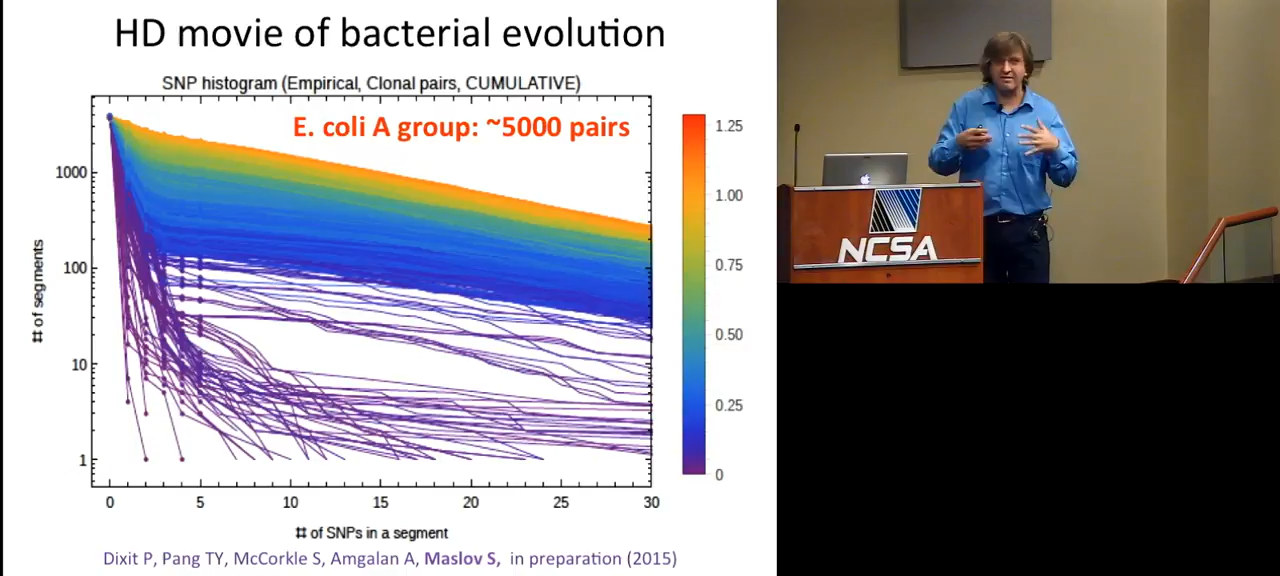 HD movie of bacterial evolution
SNP histogram (Empirical, Clonal pairs, CUMULATIVE)
E. coli A group: ~5000 pairs
1000
100
10
1
# of segments
0 5 10 15 20 25 30
# of SNPs in a segment
1.25
1.00
0.75
0.50
0.25
0
Dixit P, Pang TY, McCorkle S, Amgalan A, Maslov S, in preparation (2015)
NCSA